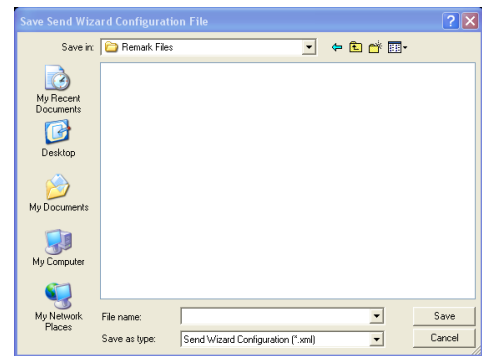 Save Send Wizard Configuration File
Save in: Remark Files
My Recent
Documents
Desktop
My Documents
My Computer
My Network
Places
File name:
Save
Save as type: Send Wizard Configuration (*.xml)
Cancel